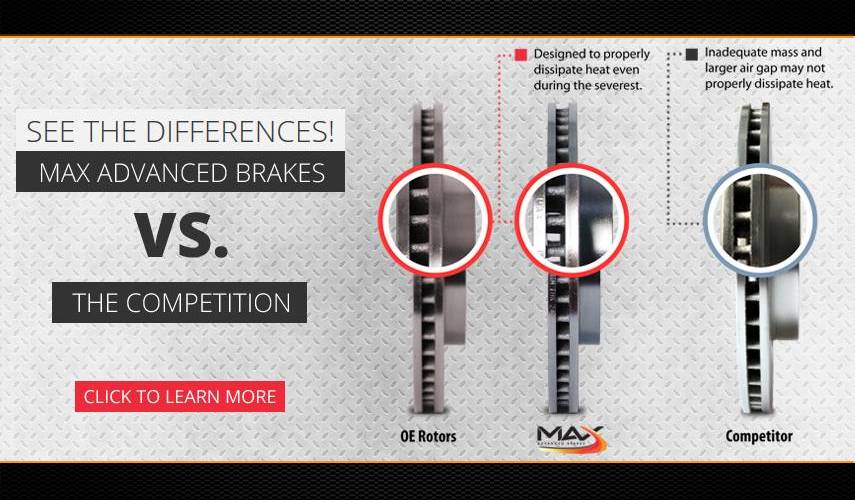 SEE THE DIFFERENCES!
MAX ADVANCED BRAKES
VS.
THE COMPETITION
CLICK TO LEARN MORE
Designed to properly
dissipate heat even
during the severest.
Inadequate mass and
larger air gap may not
properly dissipate heat.
OE Rotors
MAX
ADVANCED BRAKES
Competitor